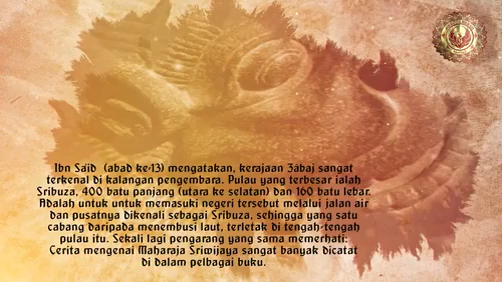 Ibn Said (abad ke-13) mengatakan, kerajaan Zabaj sangat
terkenal di kalangan pengembara. Pulau yang terbesar ialah
Sribuza, 400 batu panjang (utara ke selatan) dan 160 batu lebar.
Adalah untuk untuk memasuki negeri tersebut melalui jalan air
dan pusatnya dikenali sebagai Sribuza, sehingga yang satu
cabang daripada menembusi laut, terletak di tengah-tengah
pulau itu. Sekali lagi pengarang yang sama memerhati:
Cerita mengenai Maharaja Sriwijaya sangat banyak dicatat
di dalam pelbagai buku.